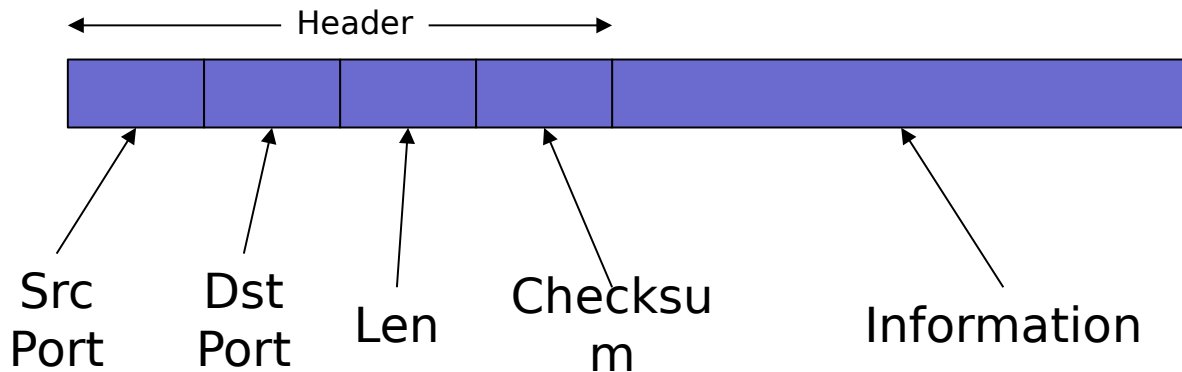 Header
Src
Port
Dst
Port
Len
Checksu
m
Information